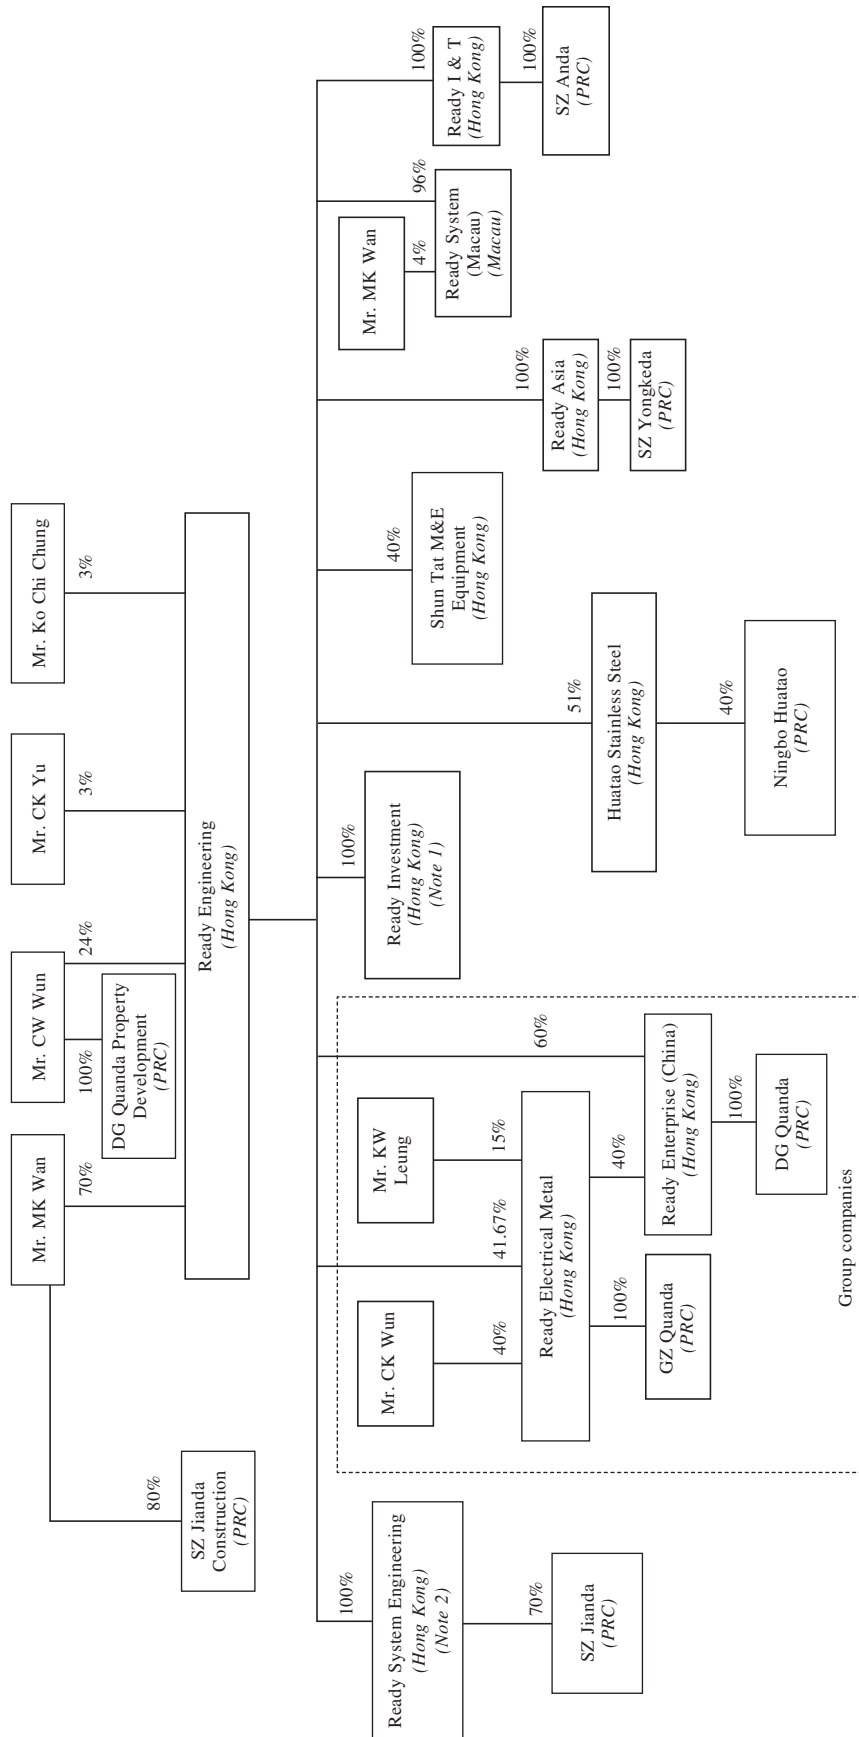 Mr. MK Wan
Mr. CW Wun
Mr. CK Yu
Mr. Ko Chi Chung
80%
70%
100%
24%
3%
3%
SZ Jianda
Construction
(PRC)
DG Quanda Property
Development
(PRC)
Ready Engineering
(Hong Kong)
100%
Ready System Engineering
(Hong Kong)
(Note 2)
70%
SZ Jianda
(PRC)
Mr. CK Wun
40%
41.67%
Mr. KW
Leung
15%
Ready Electrical Metal
(Hong Kong)
100%
GZ Quanda
(PRC)
40%
60%
Ready Enterprise (China)
(Hong Kong)
100%
DG Quanda
(PRC)
Group companies
100%
Ready Investment
(Hong Kong)
(Note 1)
51%
Huatao Stainless Steel
(Hong Kong)
40%
Ningbo Huatao
(PRC)
40%
Shun Tat M&E
Equipment
(Hong Kong)
100%
Ready Asia
(Hong Kong)
100%
SZ Yongkeda
(PRC)
Mr. MK Wan
4%
96%
Ready System
(Macau)
(Macau)
100%
Ready I & T
(Hong Kong)
100%
SZ Anda
(PRC)